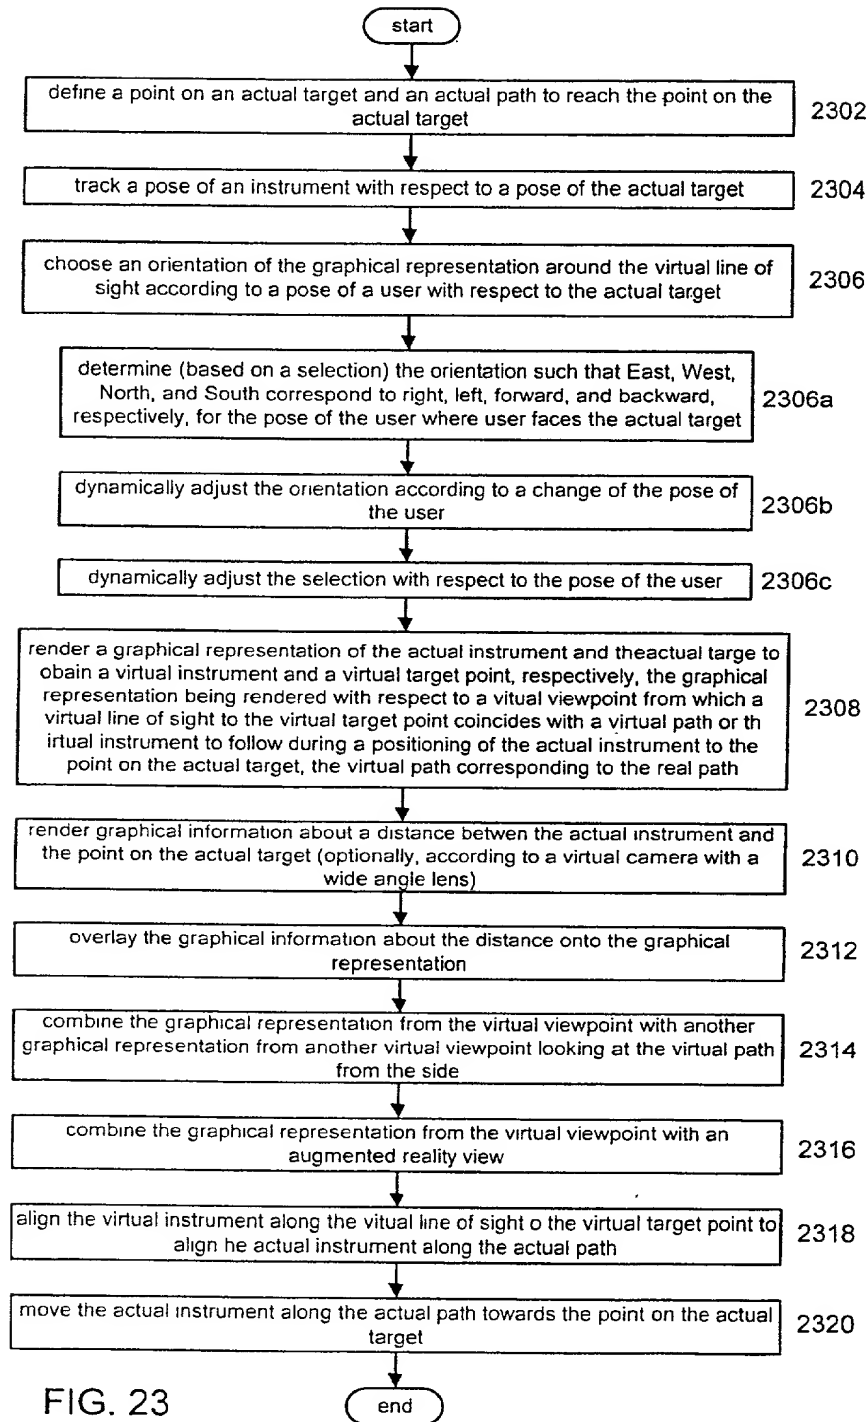 start
define a point on an actual target and an actual path to reach the point on the
actual target
2302
track a pose of an instrument with respect to a pose of the actual target
2304
choose an orientation of the graphical representation around the virtual line of
sight according to a pose of a user with respect to the actual target
2306
determine (based on a selection) the orientation such that East, West,
North, and South correspond to right, left, forward, and backward,
respectively, for the pose of the user where user faces the actual target
2306a
dynamically adjust the orientation according to a change of the pose of
the user
2306b
dynamically adjust the selection with respect to the pose of the user
2306c
render a graphical representation of the actual instrument and theactual targe to
obain a virtual instrument and a virtual target point, respectively, the graphical
representation being rendered with respect to a vitual viewpoint from which a
virtual line of sight to the virtual target point coincides with a virtual path or th
irtual instrument to follow during a positioning of the actual instrument to the
point on the actual target, the virtual path corresponding to the real path
2308
render graphical information about a distance betwen the actual instrument and
the point on the actual target (optionally, according to a virtual camera with a
wide angle lens)
2310
overlay the graphical information about the distance onto the graphical
representation
2312
combine the graphical representation from the virtual viewpoint with another
graphical representation from another virtual viewpoint looking at the virtual path
from the side
2314
combine the graphical representation from the virtual viewpoint with an
augmented reality view
2316
align the virtual instrument along the vitual line of sight o the virtual target point to
align he actual instrument along the actual path
2318
move the actual instrument along the actual path towards the point on the actual
target
2320
FIG. 23
end